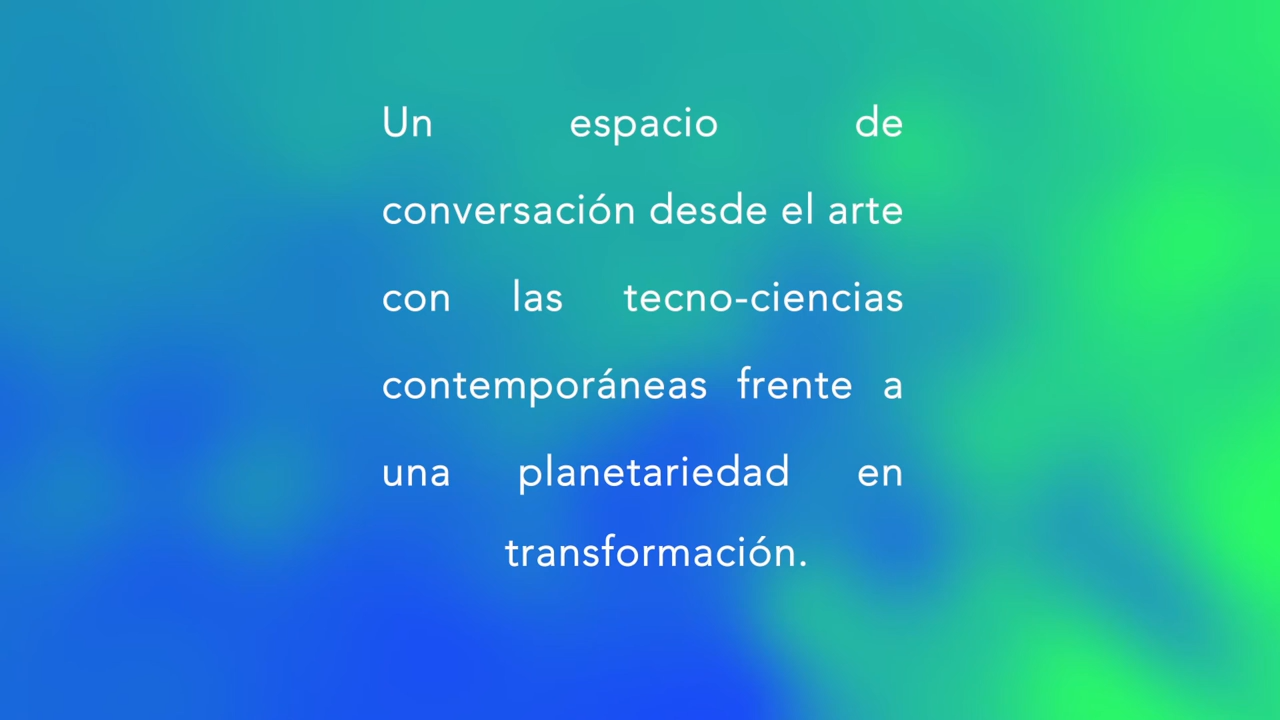 Un espacio de
conversación desde el arte
con las tecno-ciencias
contemporáneas frente a
una planetariedad en
transformación.